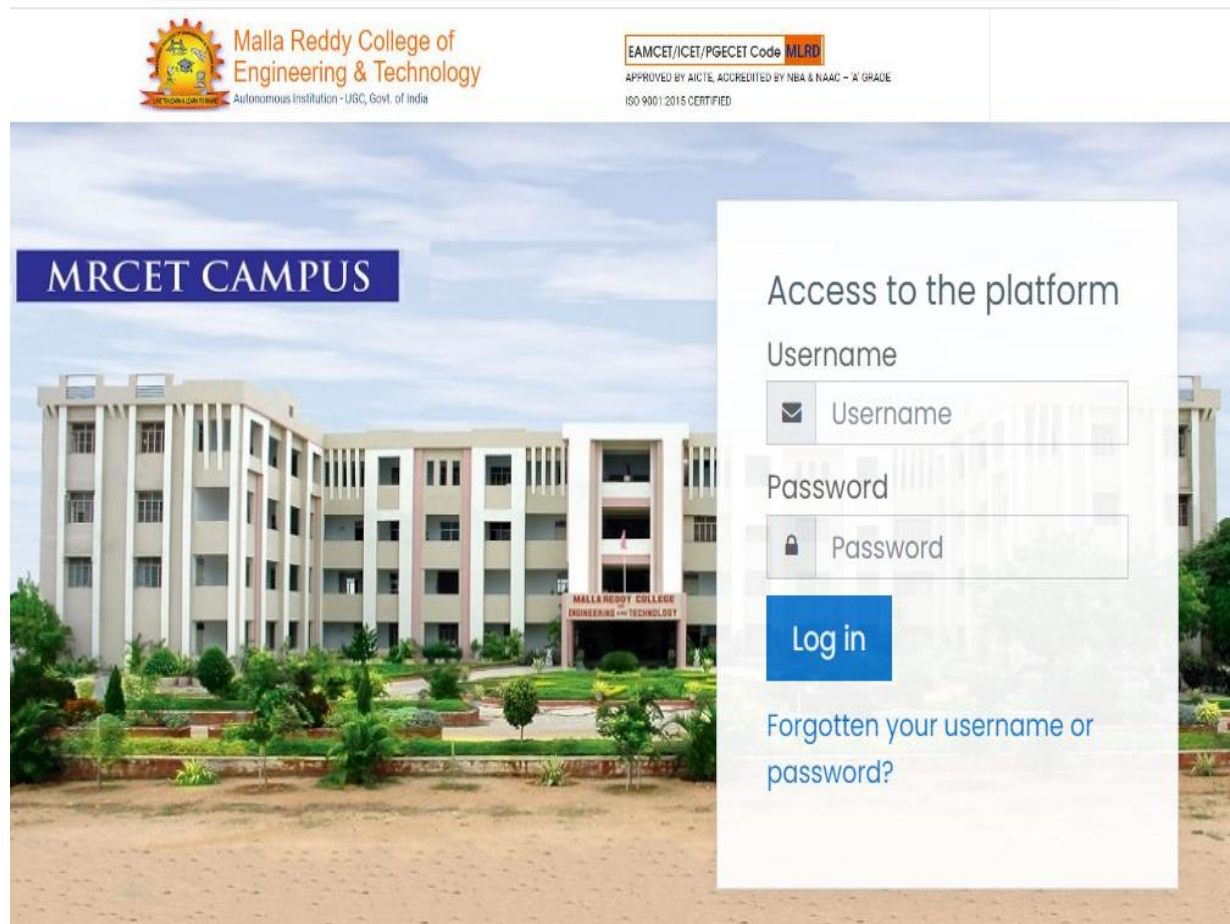 Malla Reddy College of
Engineering & Technology
Autonomous Institution - UGC, Govt. of India
EAMCET/ICET/PGECET Code MLRD
APPROVED BY AICTE, ACCREDITED BY NBA & NAAC – 'A' GRADE
ISO 9001:2015 CERTIFIED
MRCET CAMPUS
MALLA REDDY COLLEGE
OF
ENGINEERING AND TECHNOLOGY
Access to the platform
Username
Username
Password
Password
Log in
Forgotten your username or
password?